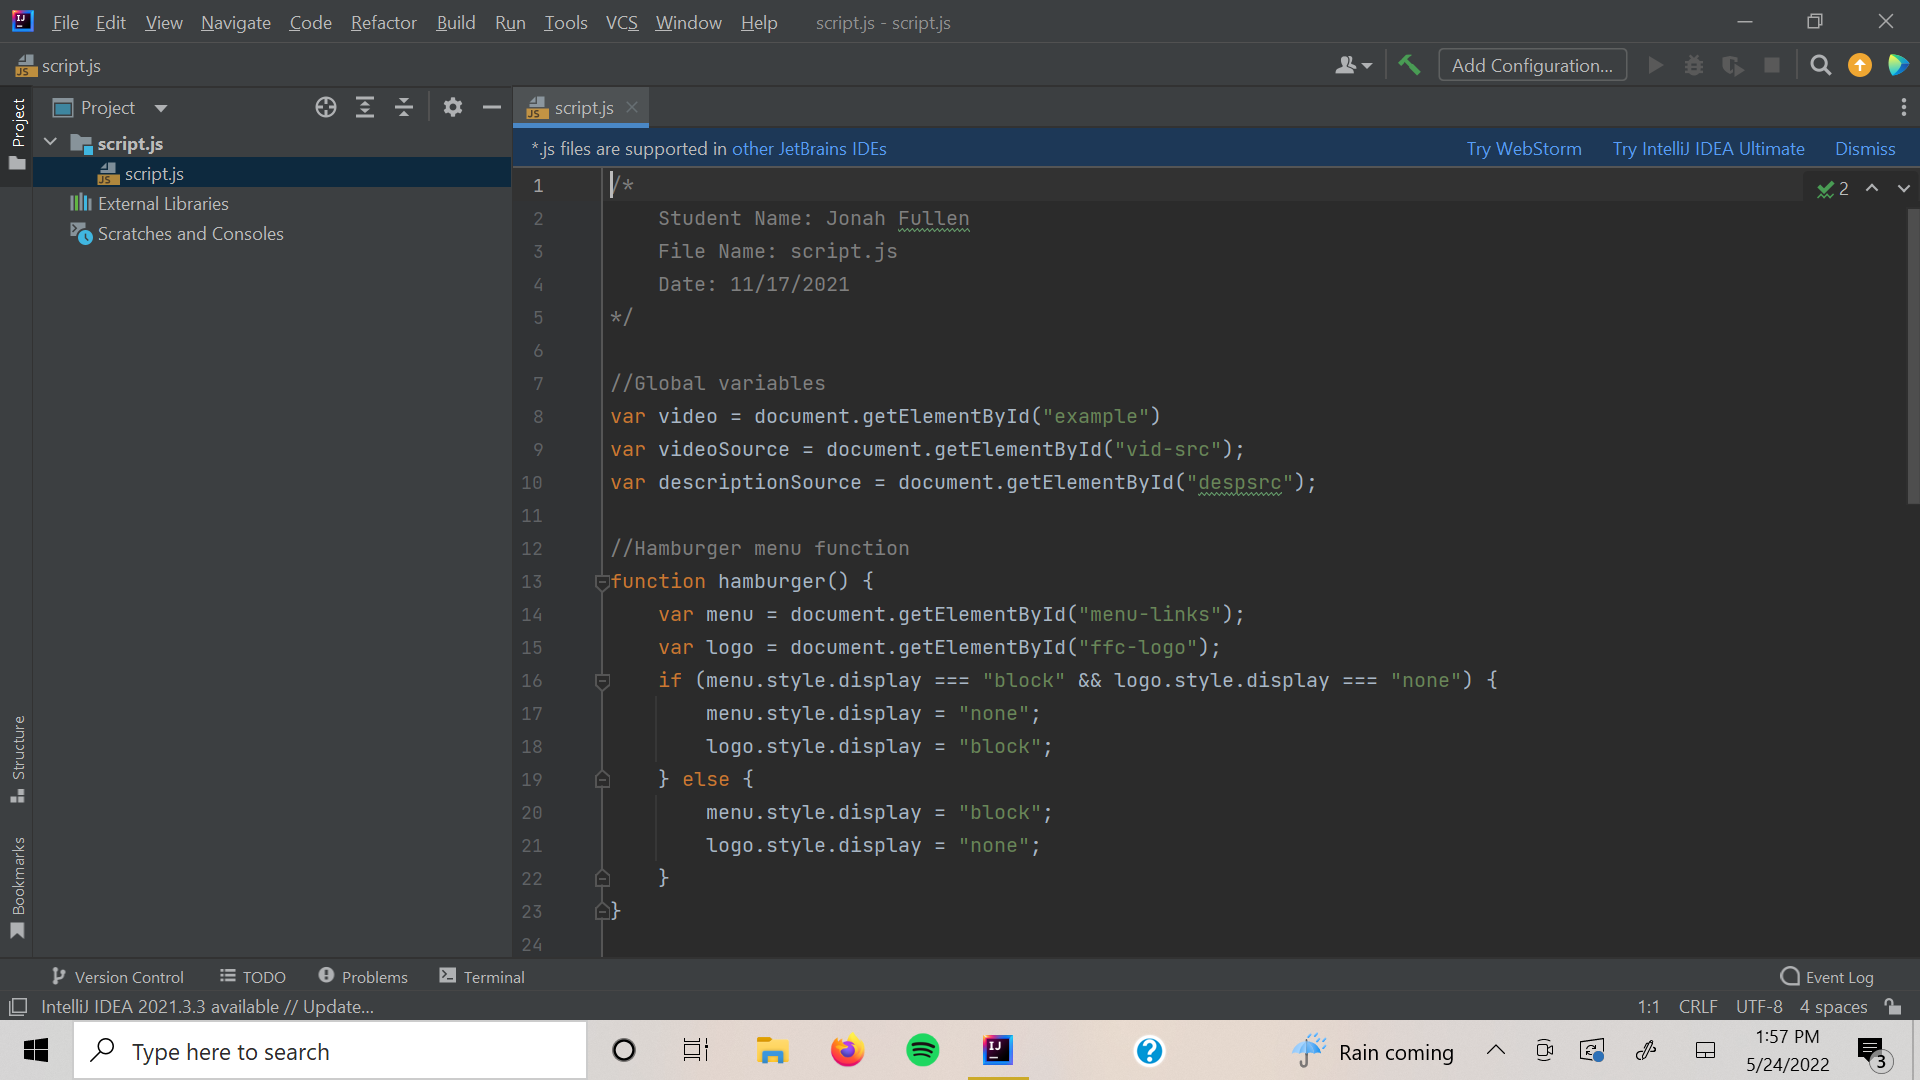 File Edit View Navigate Code Refactor Build Run Tools VCS Window Help script.js - script.js
script.js Add Configuration...
Project script.js
*.js files are supported in other JetBrains IDEs Try WebStorm Try IntelliJ IDEA Ultimate Dismiss
Project
script.js
script.js
External Libraries
Scratches and Consoles
Structure
Bookmarks
2
1 /*
2 Student Name: Jonah Fullen
3 File Name: script.js
4 Date: 11/17/2021
5 */
6
7 //Global variables
8 var video = document.getElementById("example")
9 var videoSource = document.getElementById("vid-src");
10 var descriptionSource = document.getElementById("despsrc");
11
12 //Hamburger menu function
13 function hamburger() {
14 var menu = document.getElementById("menu-links");
15 var logo = document.getElementById("ffc-logo");
16 if (menu.style.display === "block" && logo.style.display === "none") {
17 menu.style.display = "none";
18 logo.style.display = "block";
19 } else {
20 menu.style.display = "block";
21 logo.style.display = "none";
22 }
23 }
24
Version Control TODO Problems Terminal Event Log
IntelliJ IDEA 2021.3.3 available // Update... 1:1 CRLF UTF-8 4 spaces
Type here to search Rain coming 1:57 PM
5/24/2022 3